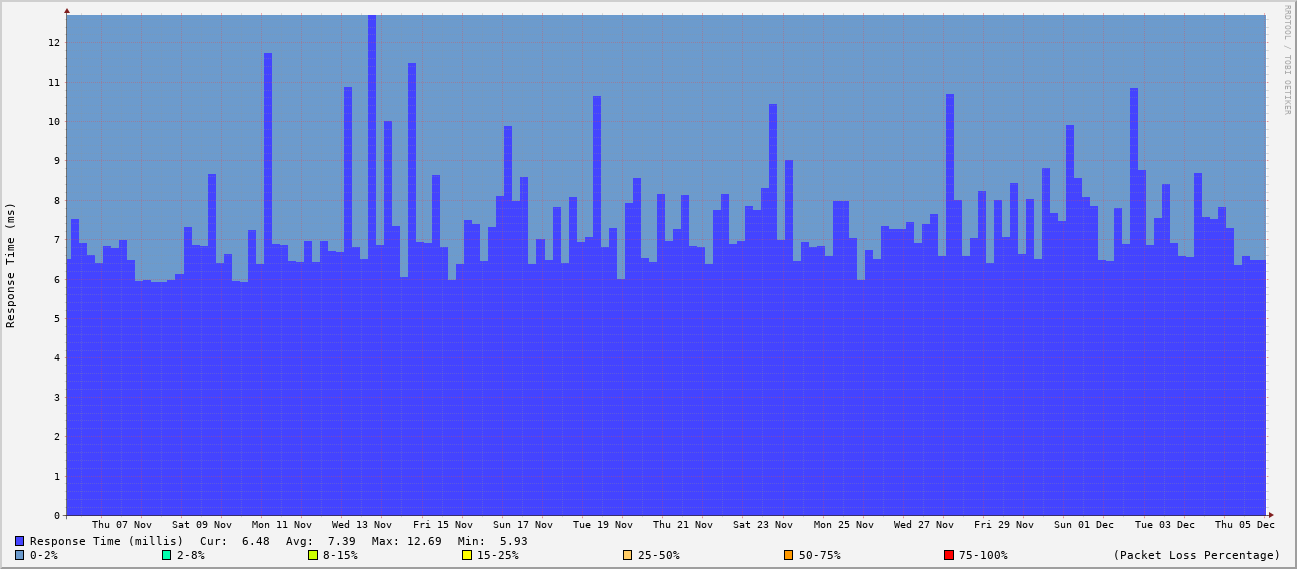 RRDTOOL / TOBI OETIKER
Response Time (ms)
12
11
10
9
8
7
6
5
4
3
2
1
0
Thu 07 Nov Sat 09 Nov Mon 11 Nov Wed 13 Nov Fri 15 Nov Sun 17 Nov Tue 19 Nov Thu 21 Nov Sat 23 Nov Mon 25 Nov Wed 27 Nov Fri 29 Nov Sun 01 Dec Tue 03 Dec Thu 05 Dec
Response Time (millis) Cur: 6.48 Avg: 7.39 Max: 12.69 Min: 5.93
0-2% 2-8% 8-15% 15-25% 25-50% 50-75% 75-100% (Packet Loss Percentage)